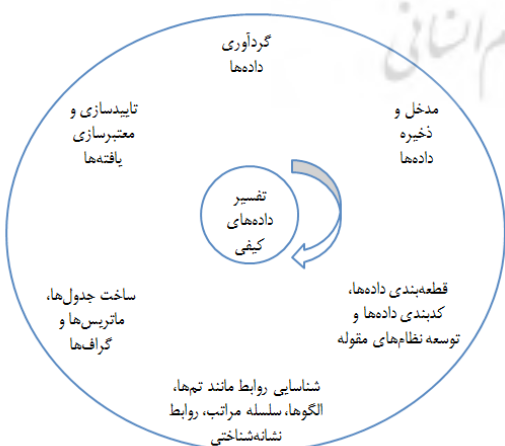 گردآوری
داده‌ها
مدخل و
ذخیره
داده‌ها
قطعه‌بندی داده‌ها،
کدبندی داده‌ها و
توسعه نظام‌های مقوله
شناسایی روابط مانند تم‌ها،
الگوها، سلسله مراتب، روابط
نشانه‌شناختی
ساخت جدول‌ها،
ماتریس‌ها و
گراف‌ها
تاییدسازی و
معتبرسازی
یافته‌ها
تفسیر
داده‌های
کیفی